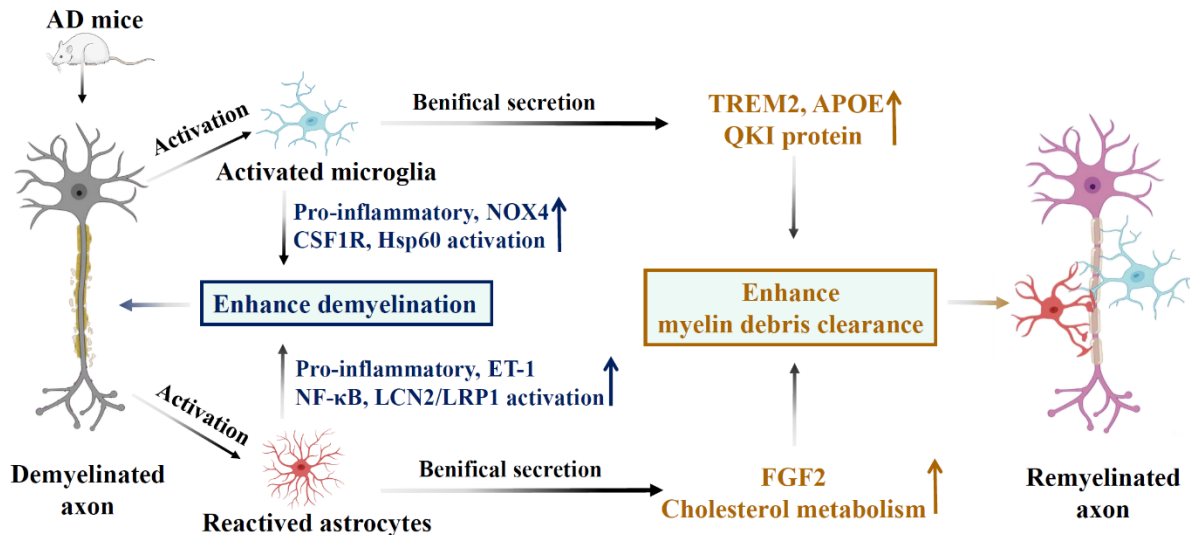 AD mice
Activation
Activated microglia
Benifical secretion
TREM2, APOE
QKI protein
Pro-inflammatory, NOX4
CSF1R, Hsp60 activation
Enhance demyelination
Enhance
myelin debris clearance
Pro-inflammatory, ET-1
NF-κB, LCN2/LRP1 activation
Activation
Demyelinated
axon
Reactived astrocytes
Benifical secretion
FGF2
Cholesterol metabolism
Remyelinated
axon